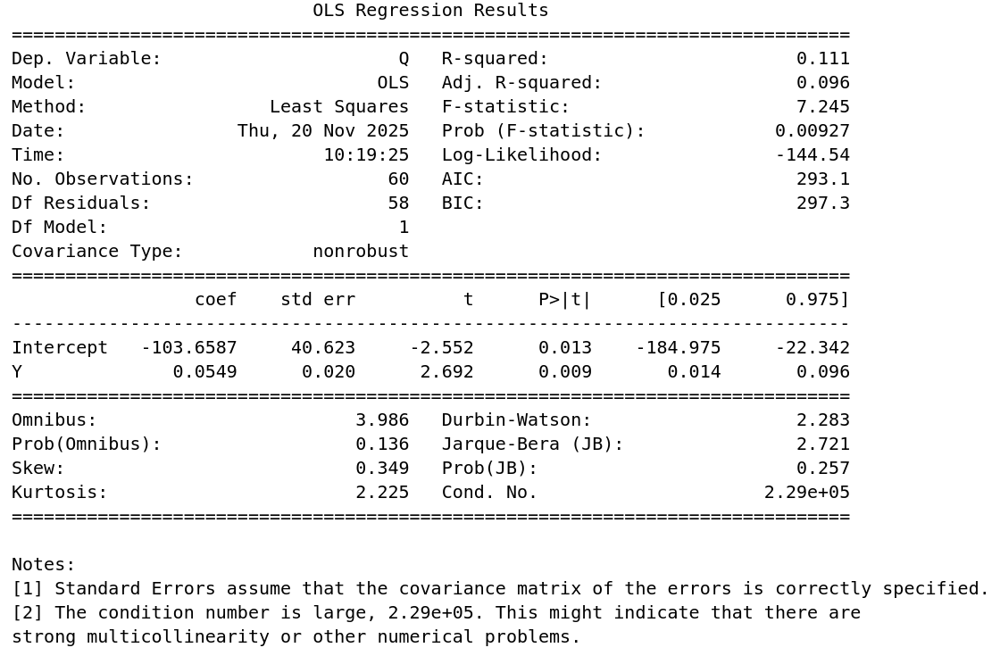 OLS Regression Results
==============================================================================
Dep. Variable:                      Q   R-squared:                       0.111
Model:                            OLS   Adj. R-squared:                  0.096
Method:                 Least Squares   F-statistic:                     7.245
Date:                Thu, 20 Nov 2025   Prob (F-statistic):            0.00927
Time:                        10:19:25   Log-Likelihood:                -144.54
No. Observations:                  60   AIC:                             293.1
Df Residuals:                      58   BIC:                             297.3
Df Model:                           1
Covariance Type:            nonrobust
==============================================================================
                 coef    std err          t      P>|t|      [0.025      0.975]
------------------------------------------------------------------------------
Intercept   -103.6587     40.623     -2.552      0.013    -184.975     -22.342
Y              0.0549      0.020      2.692      0.009       0.014       0.096
==============================================================================
Omnibus:                        3.986   Durbin-Watson:                   2.283
Prob(Omnibus):                  0.136   Jarque-Bera (JB):                2.721
Skew:                           0.349   Prob(JB):                        0.257
Kurtosis:                       2.225   Cond. No.                     2.29e+05
==============================================================================

Notes:
[1] Standard Errors assume that the covariance matrix of the errors is correctly specified.
[2] The condition number is large, 2.29e+05. This might indicate that there are
strong multicollinearity or other numerical problems.